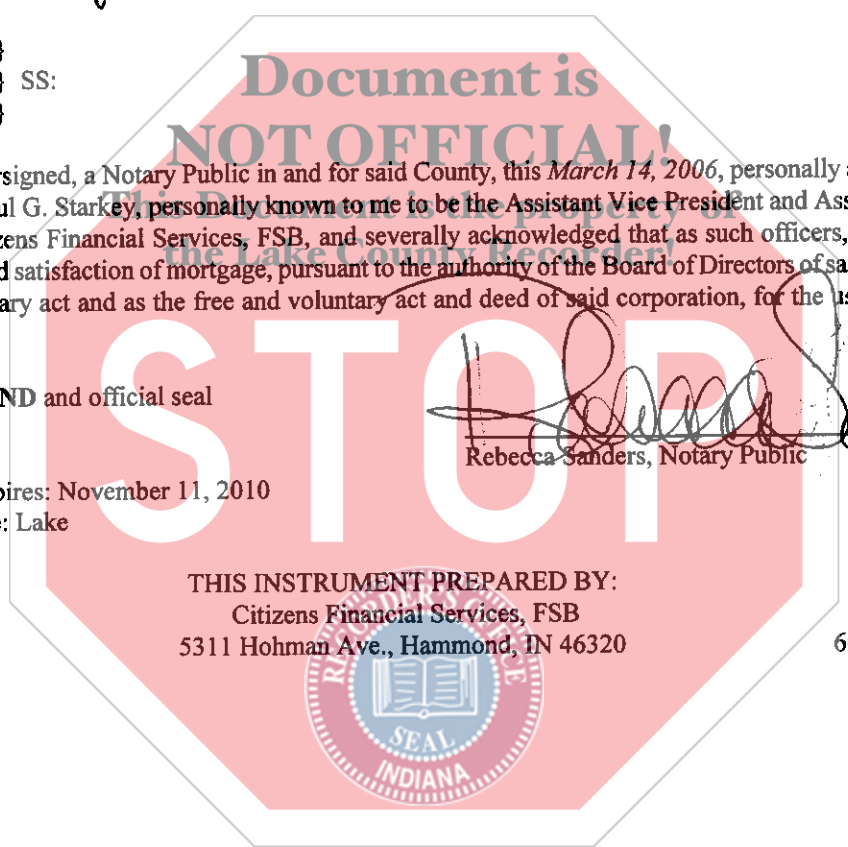 Document is
SS:
NOT OFFICIAL!
rsigned, a Notary Public in and for said County, this March 14, 2006, personally
ul G. Starkey, personally known to me to be the Assistant Vice President and Ass
This Document is the property of
zens Financial Services, FSB, and severally acknowledged that as such officers,
the Lake County Recorder!
d satisfaction of mortgage, pursuant to the authority of the Board of Directors of sa
ary act and as the free and voluntary act and deed of said corporation, for the us
STOP
ND and official seal
Rebecca Sanders, Notary Public
pires: November 11, 2010
e: Lake
THIS INSTRUMENT PREPARED BY:
Citizens Financial Services, FSB
5311 Hohman Ave., Hammond, IN 46320
6
RECORDER'S OFFICE
SEAL
INDIANA